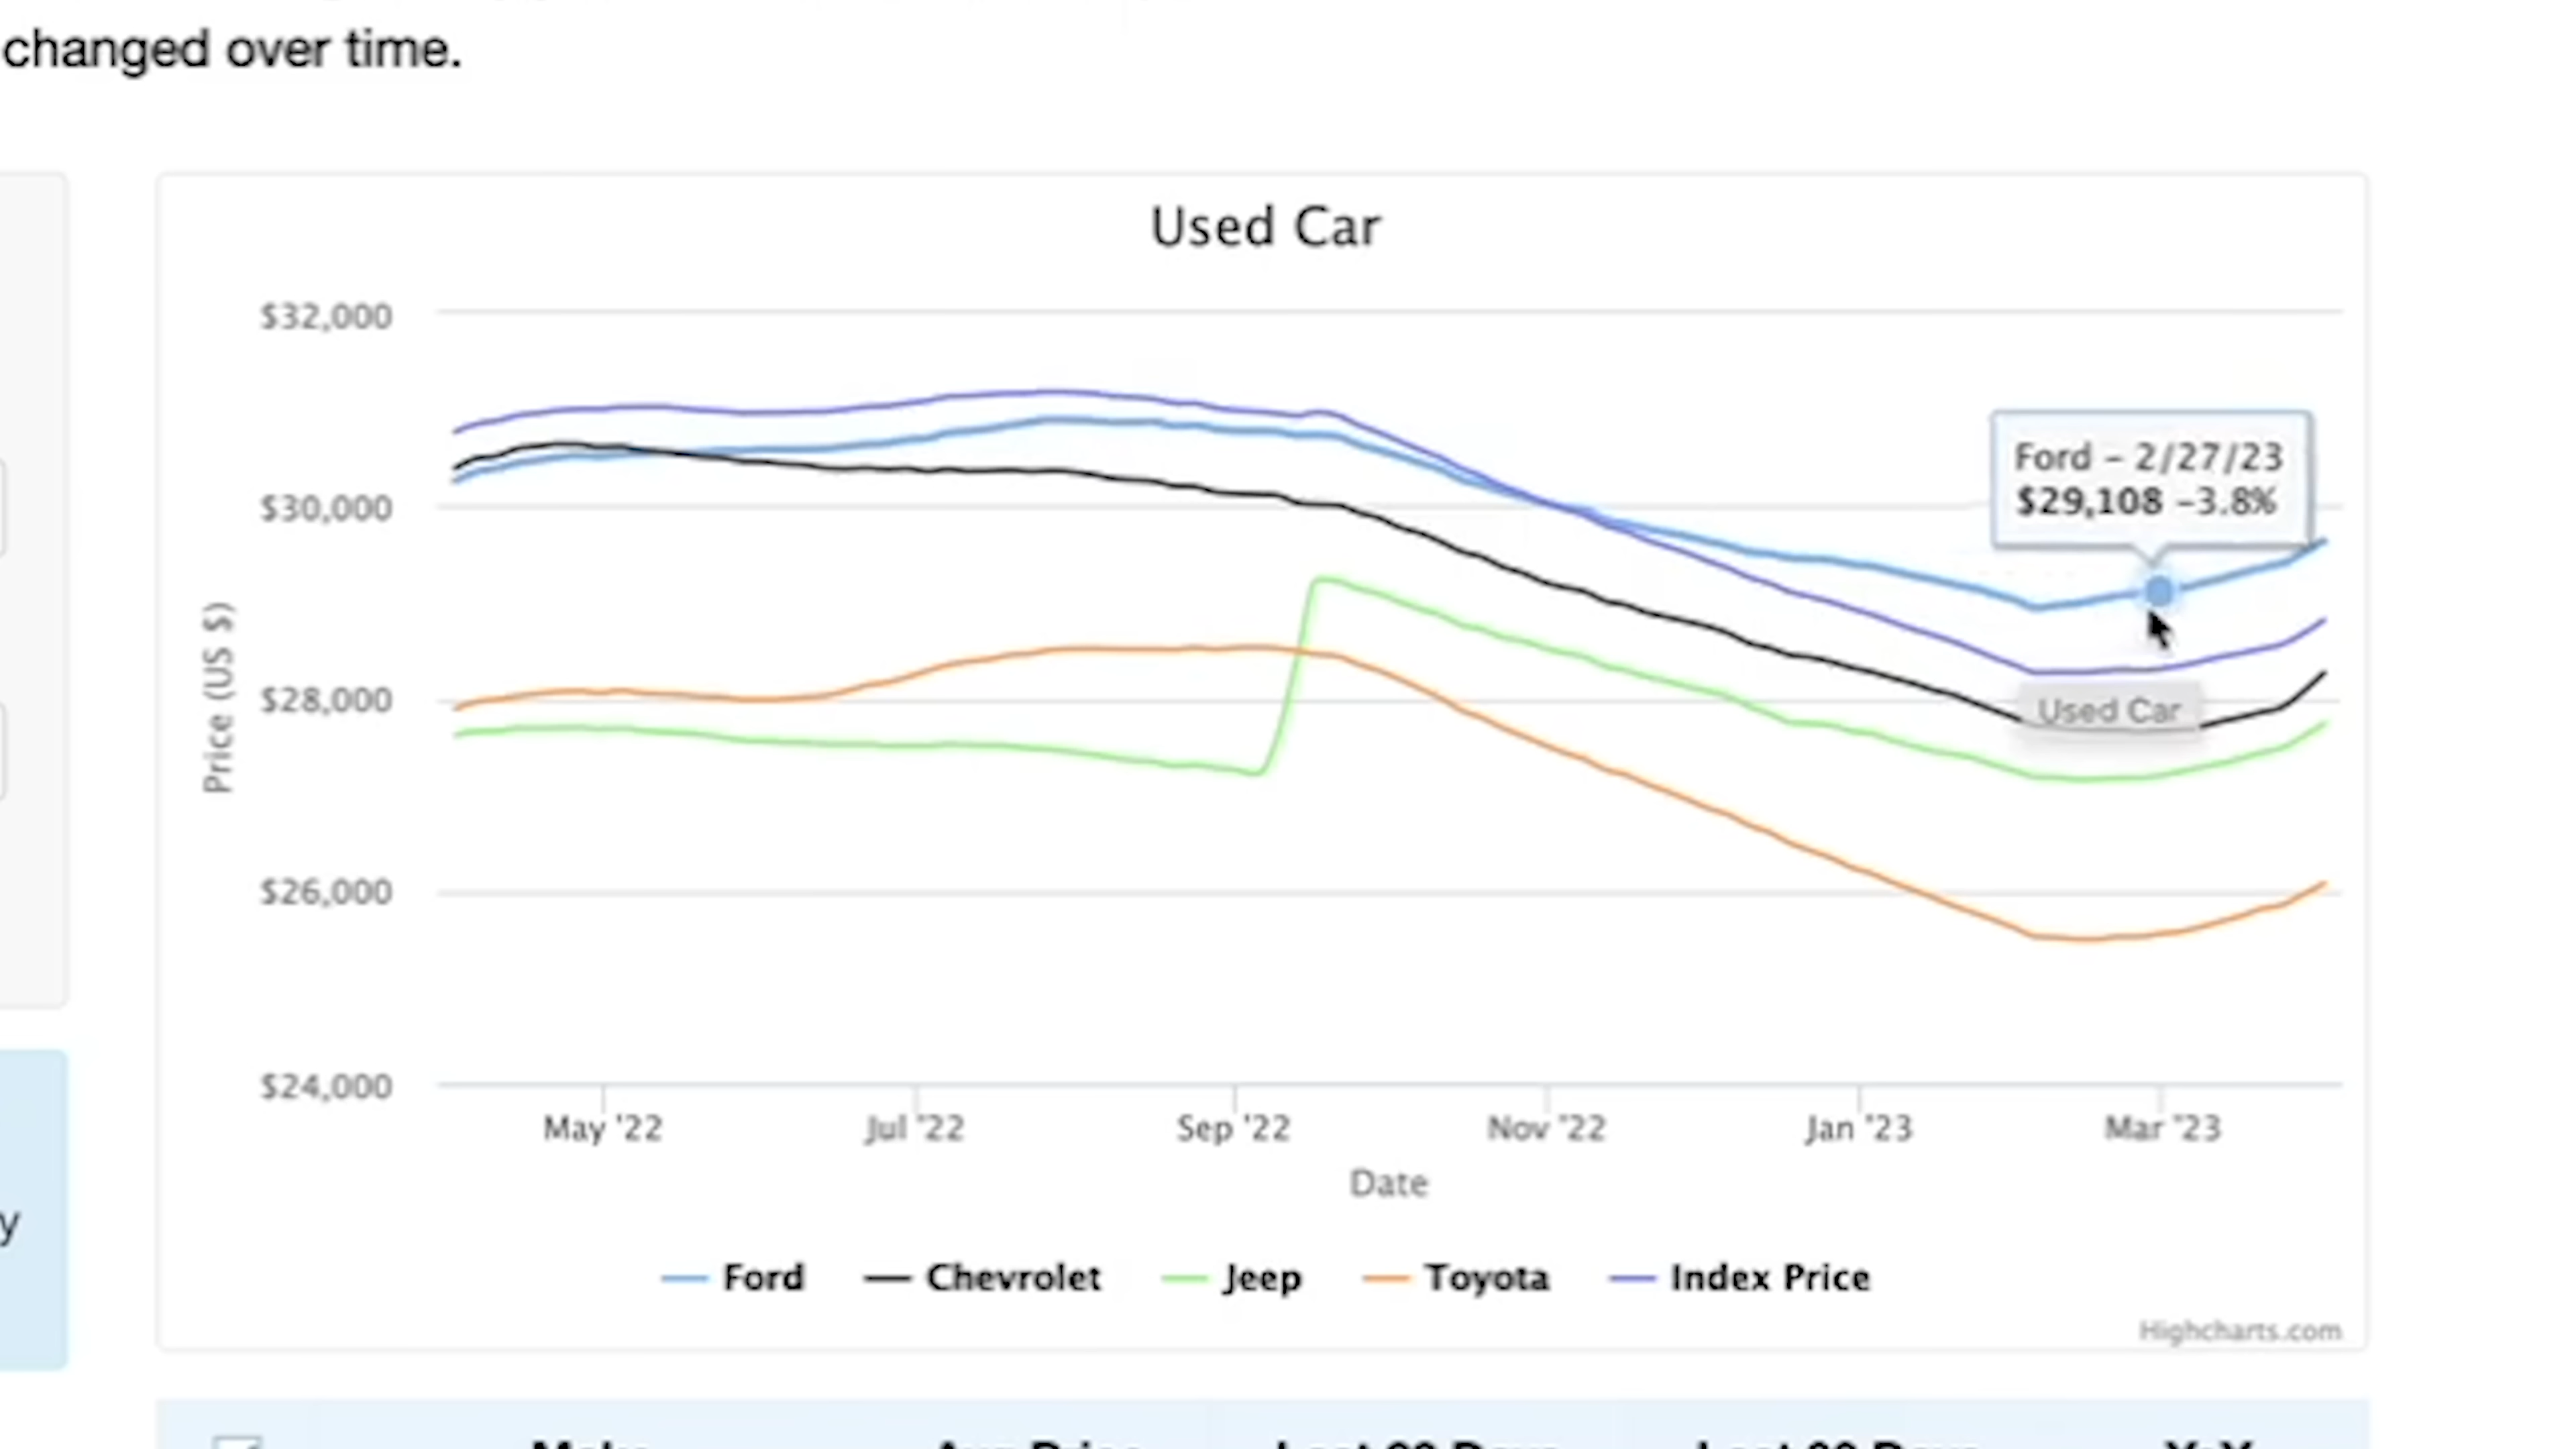 changed over time.
Used Car
$32,000
$30,000
$28,000
$26,000
$24,000
Price (US $)
Ford – 2/27/23
$29,108 –3.8%
Used Car
May '22
Jul '22
Sep '22
Nov '22
Jan '23
Mar '23
Date
Ford
Chevrolet
Jeep
Toyota
Index Price
Highcharts.com
y